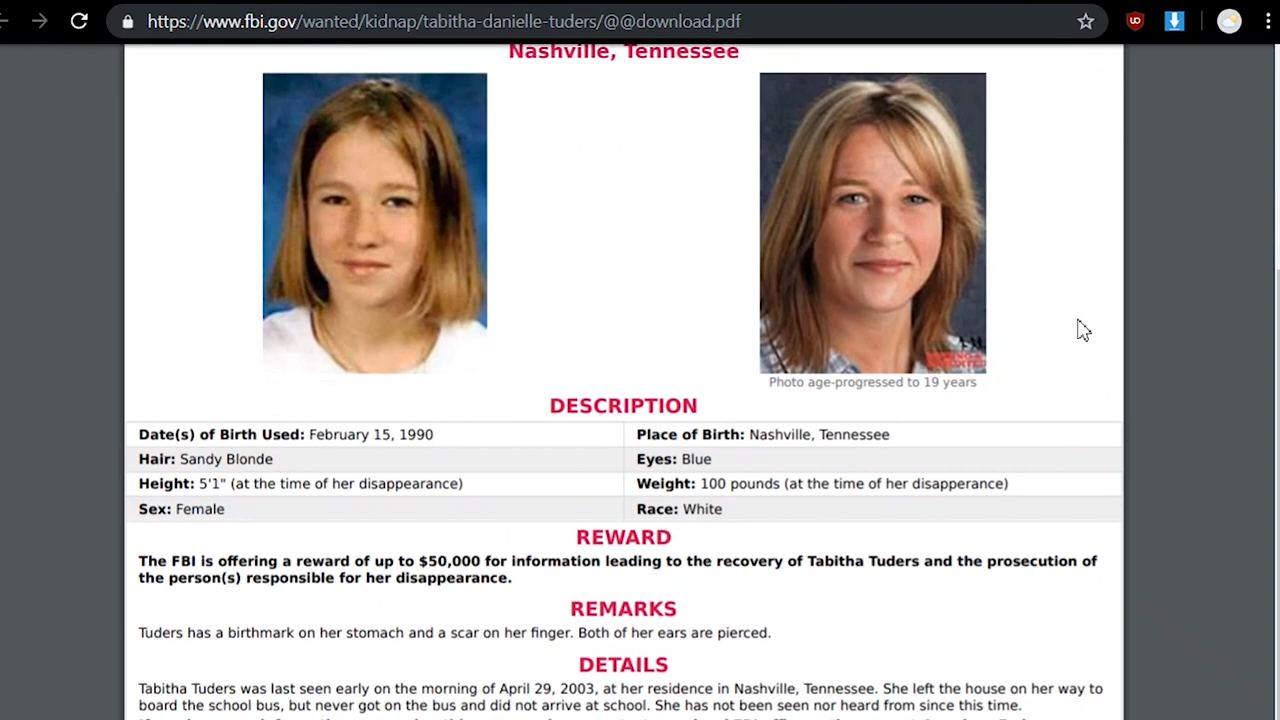 https://www.fbi.gov/wanted/kidnap/tabitha-danielle-tuders/@@download.pdf
Nashville, Tennessee
Photo age-progressed to 19 years
DESCRIPTION
Date(s) of Birth Used: February 15, 1990 Place of Birth: Nashville, Tennessee
Hair: Sandy Blonde Eyes: Blue
Height: 5'1" (at the time of her disappearance) Weight: 100 pounds (at the time of her disapperance)
Sex: Female Race: White
REWARD
The FBI is offering a reward of up to $50,000 for information leading to the recovery of Tabitha Tuders and the prosecution of
the person(s) responsible for her disappearance.
REMARKS
Tuders has a birthmark on her stomach and a scar on her finger. Both of her ears are pierced.
DETAILS
Tabitha Tuders was last seen early on the morning of April 29, 2003, at her residence in Nashville, Tennessee. She left the house on her way to
board the school bus, but never got on the bus and did not arrive at school. She has not been seen nor heard from since this time.